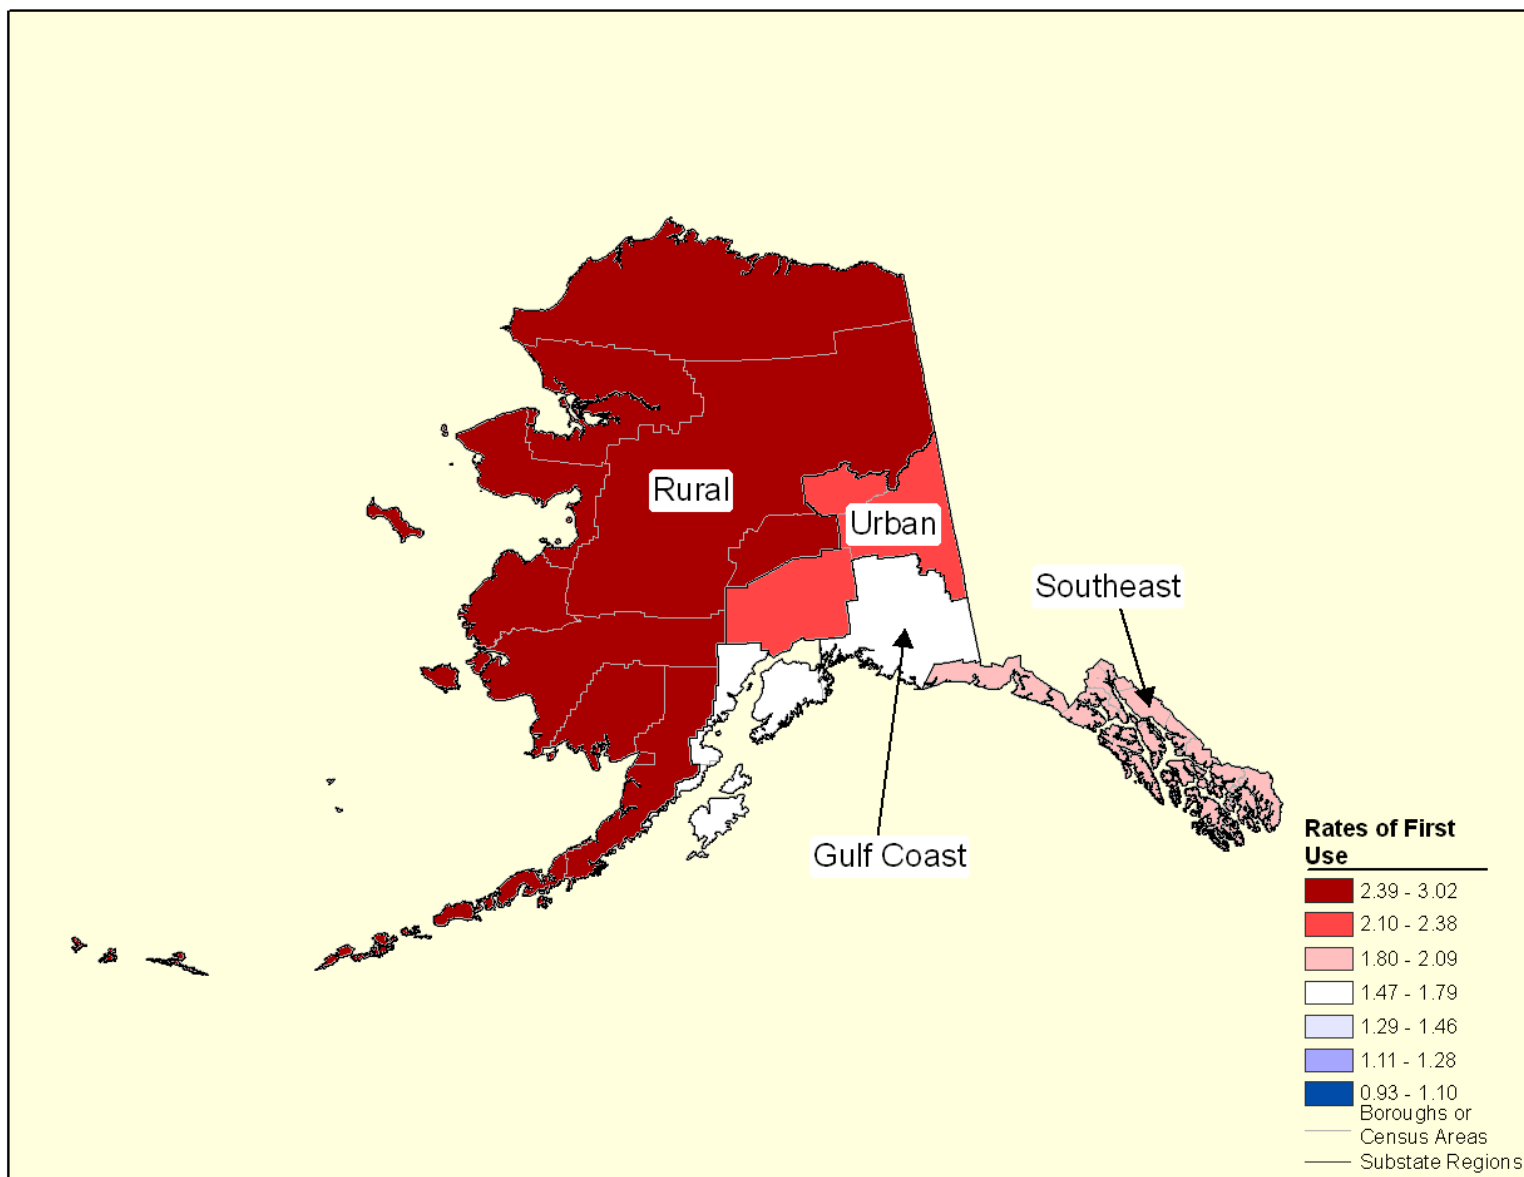 Rural
Urban
Southeast
Gulf Coast
Rates of First
Use
2.39 - 3.02
2.10 - 2.38
1.80 - 2.09
1.47 - 1.79
1.29 - 1.46
1.11 - 1.28
0.93 - 1.10
Boroughs or
Census Areas
Substate Regions